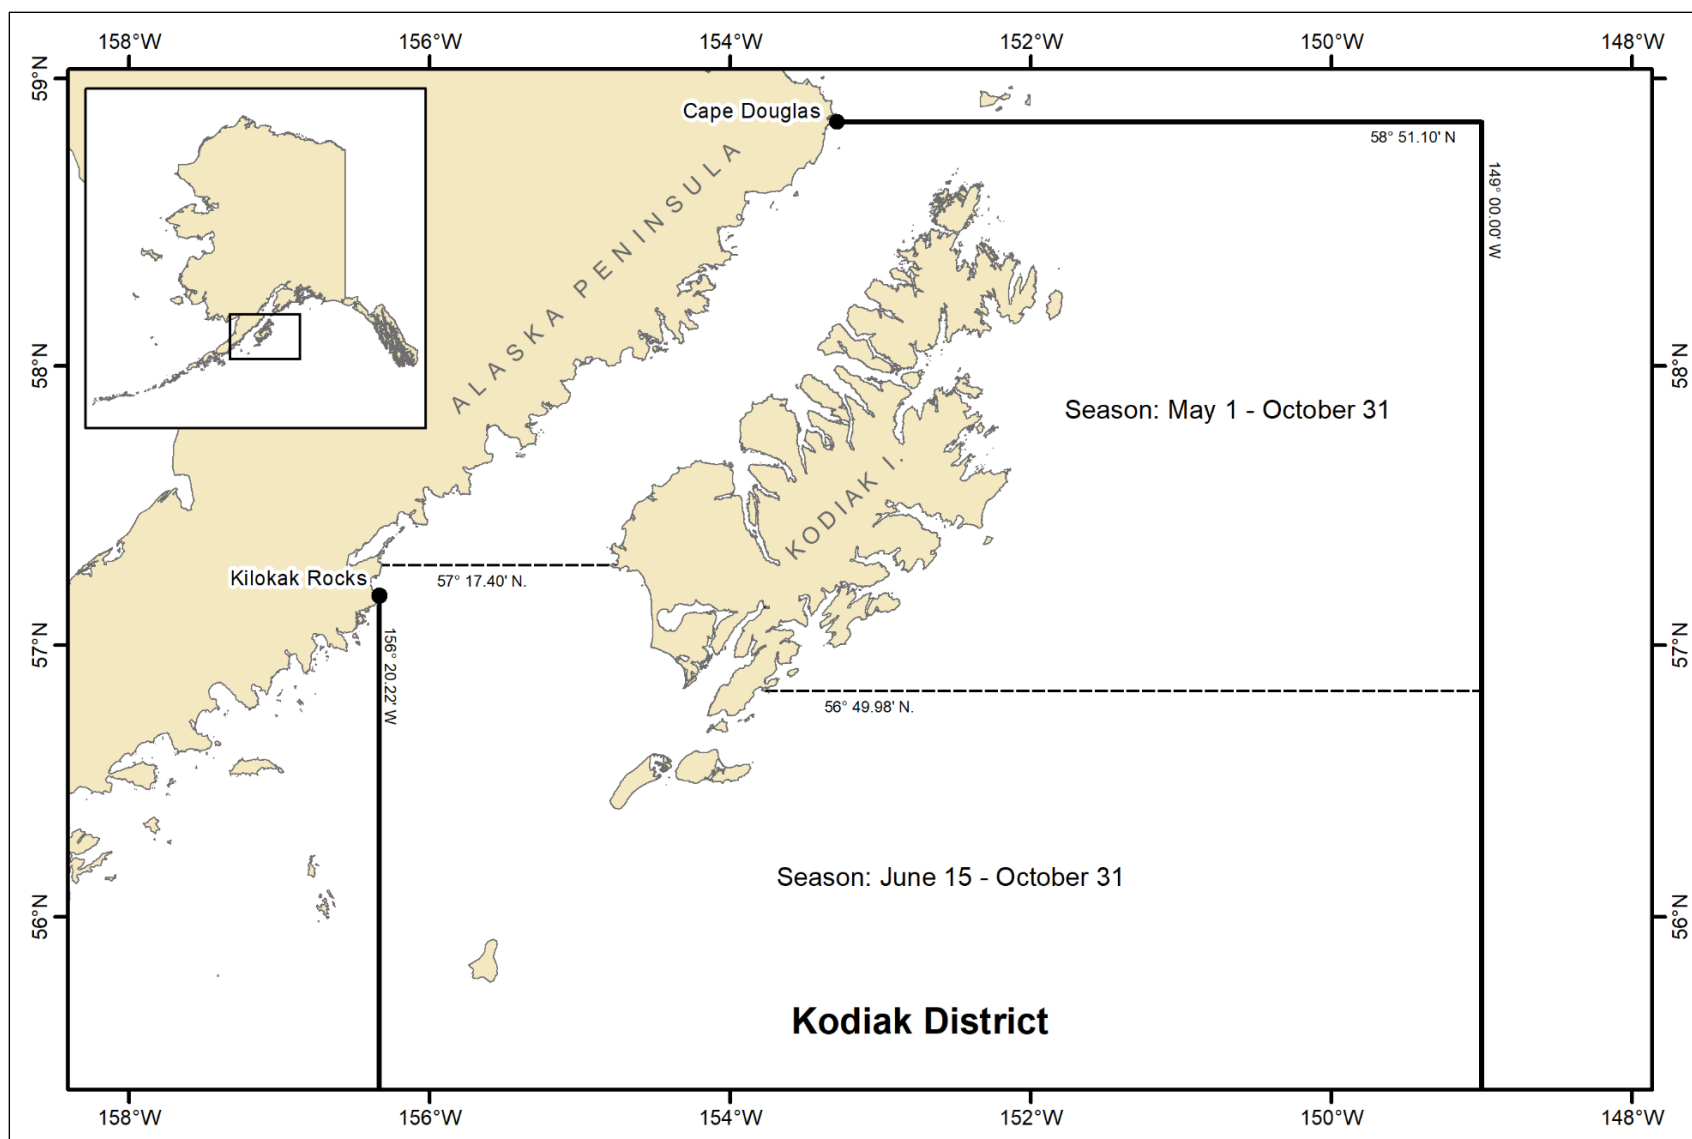 158°W 156°W 154°W 152°W 150°W 148°W
59°N
Cape Douglas
58° 51.10' N
149° 00.00' W
ALASKA PENINSULA
58°N 58°N
Season: May 1 - October 31
KODIAK I.
57° 17.40' N.
Kilokak Rocks
156° 20.22' W
57°N 57°N
56° 49.98' N.
Season: June 15 - October 31
56°N 56°N
Kodiak District
158°W 156°W 154°W 152°W 150°W 148°W